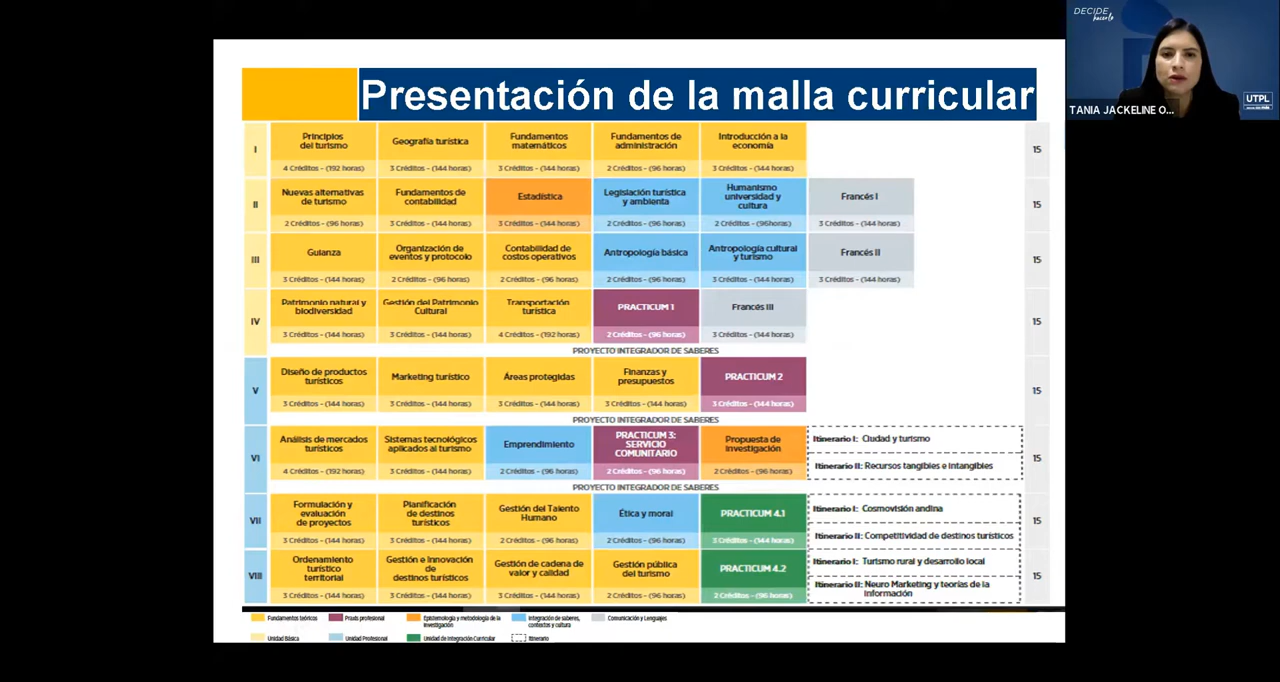 DECIDE
hacerlo
TANIA JACKELINE O...
UTPL
Presentación de la malla curricular
I
Principios
del turismo
4 Créditos - (192 horas)
Geografía turística
3 Créditos - (144 horas)
Fundamentos
matemáticos
3 Créditos - (144 horas)
Fundamentos de
administración
2 Créditos - (96 horas)
Introducción a la
economía
3 Créditos - (144 horas)
15
II
Nuevas alternativas
de turismo
2 Créditos - (96 horas)
Fundamentos de
contabilidad
3 Créditos - (144 horas)
Estadística
3 Créditos - (144 horas)
Legislación turística
y ambienta
2 Créditos - (96 horas)
Humanismo
universidad y
cultura
2 Créditos - (96horas)
Francés I
3 Créditos - (144 horas)
15
III
Guianza
3 Créditos - (144 horas)
Organización de
eventos y protocolo
2 Créditos - (96 horas)
Contabilidad de
costos operativos
2 Créditos - (96 horas)
Antropología básica
2 Créditos - (96 horas)
Antropología cultural
y turismo
3 Créditos - (144 horas)
Francés II
3 Créditos - (144 horas)
15
IV
Patrimonio natural y
biodiversidad
3 Créditos - (144 horas)
Gestión del Patrimonio
Cultural
3 Créditos - (144 horas)
Transportación
turística
4 Créditos - (192 horas)
PRACTICUM 1
2 Créditos - (96 horas)
Francés III
3 Créditos - (144 horas)
15
PROYECTO INTEGRADOR DE SABERES
V
Diseño de productos
turísticos
3 Créditos - (144 horas)
Marketing turístico
3 Créditos - (144 horas)
Áreas protegidas
3 Créditos - (144 horas)
Finanzas y
presupuestos
3 Créditos - (144 horas)
PRACTICUM 2
3 Créditos - (144 horas)
15
PROYECTO INTEGRADOR DE SABERES
VI
Análisis de mercados
turísticos
4 Créditos - (192 horas)
Sistemas tecnológicos
aplicados al turismo
3 Créditos - (144 horas)
Emprendimiento
2 Créditos - (96 horas)
PRACTICUM 3:
SERVICIO
COMUNITARIO
2 Créditos - (96 horas)
Propuesta de
investigación
2 Créditos - (96 horas)
Itinerario I: Ciudad y turismo
Itinerario II: Recursos tangibles e intangibles
15
PROYECTO INTEGRADOR DE SABERES
VII
Formulación y
evaluación
de proyectos
3 Créditos - (144 horas)
Planificación
de destinos
turísticos
3 Créditos - (144 horas)
Gestión del Talento
Humano
2 Créditos - (96 horas)
Ética y moral
2 Créditos - (96 horas)
PRACTICUM 4.1
3 Créditos - (144 horas)
Itinerario I: Cosmovisión andina
Itinerario II: Competitividad de destinos turísticos
15
VIII
Ordenamiento
turístico
territorial
3 Créditos - (144 horas)
Gestión e innovación
de
destinos turísticos
3 Créditos - (144 horas)
Gestión de cadena de
valor y calidad
3 Créditos - (144 horas)
Gestión pública
del turismo
2 Créditos - (96 horas)
PRACTICUM 4.2
2 Créditos - (96 horas)
Itinerario I: Turismo rural y desarrollo local
Itinerario II: Neuro Marketing y teorías de la
información
15
Fundamentos teóricos
Praxis profesional
Epistemología y metodología de la
investigación
Integración de saberes,
contextos y cultura
Comunicación y Lenguajes
Unidad Básica
Unidad Profesional
Unidad de Integración Curricular
Itinerario